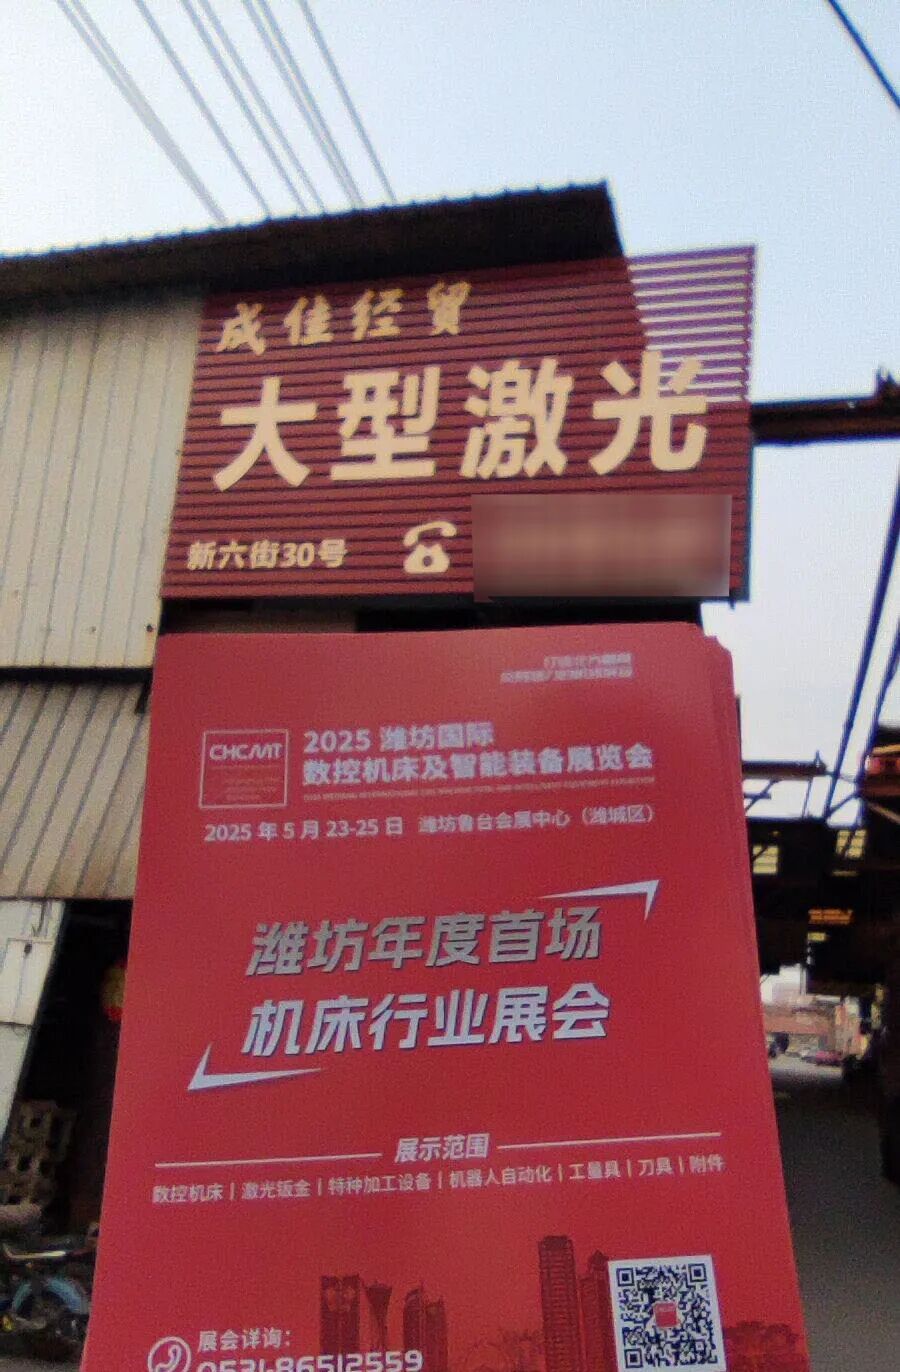 成佳经贸
大型激光
新六街30号
CHCMT
2025 潍坊国际
数控机床及智能装备展览会
2025 年 5 月 23-25 日 潍坊鲁台会展中心（潍城区）
潍坊年度首场
机床行业展会
展示范围
数控机床 | 激光钣金 | 特种加工设备 | 机器人自动化 | 工量具 | 刀具 | 附件
展会详询：
0531-86512559